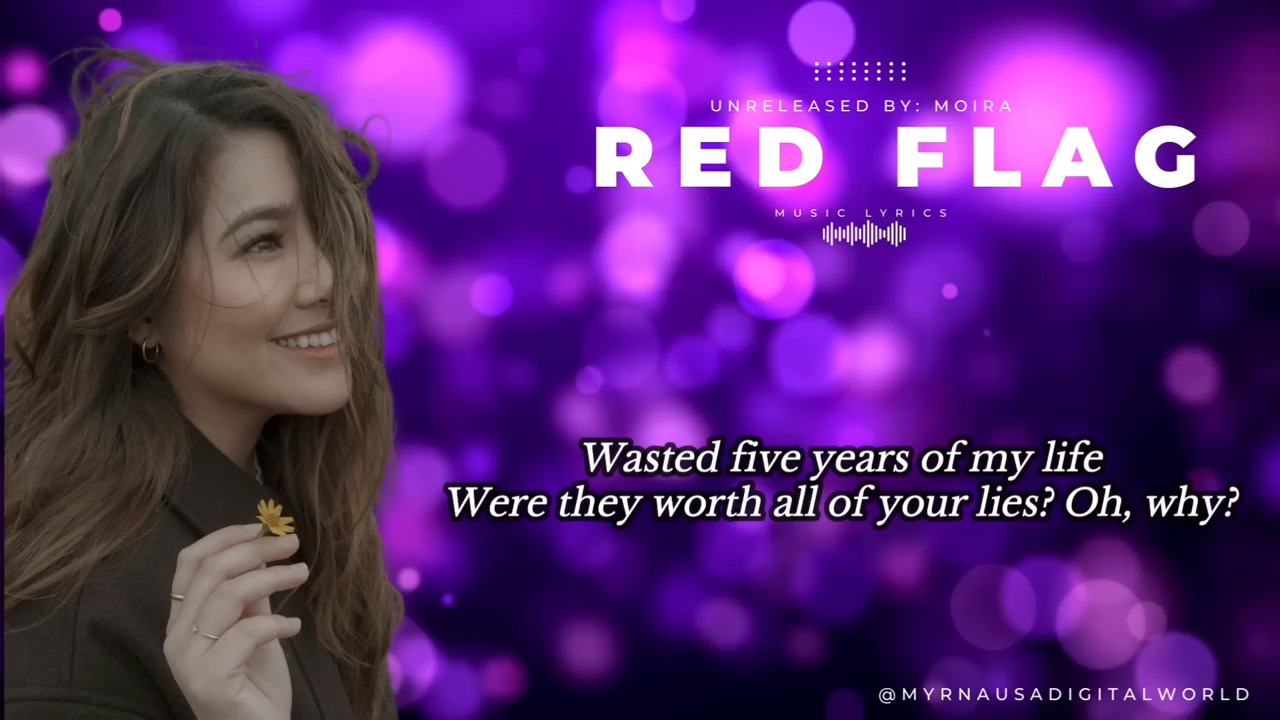 UNRELEASED BY: MOIRA
RED FLAG
MUSIC LYRICS
Wasted five years of my life
Were they worth all of your lies? Oh, why?
@MYRNAUSADIGITALWORLD